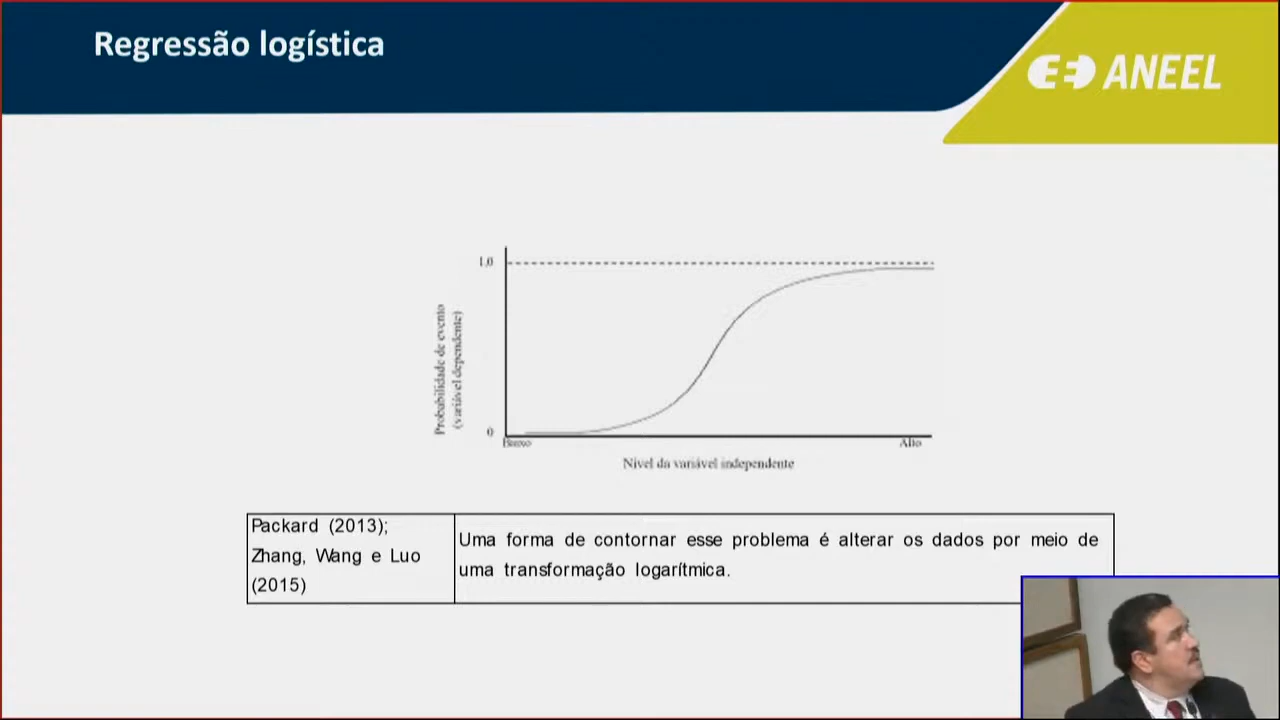 Regressão logística
ANEEL
1,0
Probabilidade de evento
(variável dependente)
0
Baixo
Alto
Nível da variável independente
Packard (2013);
Zhang, Wang e Luo
(2015)
Uma forma de contornar esse problema é alterar os dados por meio de
uma transformação logarítmica.